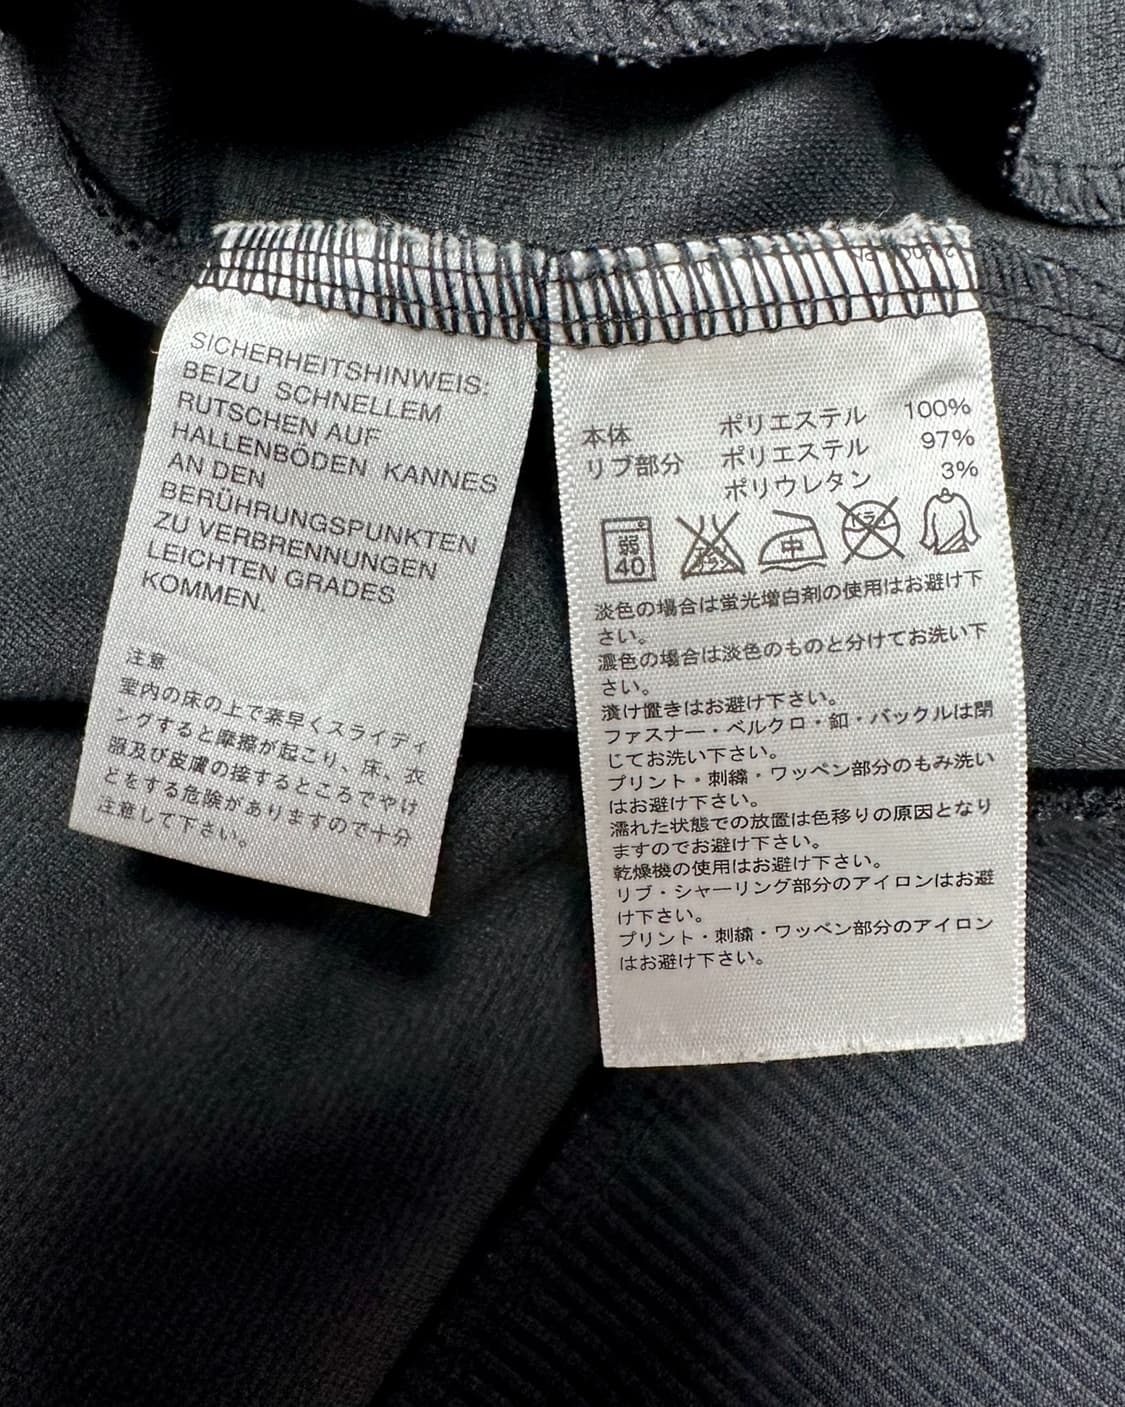 SICHERHEITSHINWEIS:
BEIZU SCHNELLEM
RUTSCHEN AUF
HALLENBÖDEN KANNES
AN DEN
BERÜHRUNGSPUNKTEN
ZU VERBRENNUNGEN
LEICHTEN GRADES
KOMMEN.
注意
室内の床の上で素早くスライディ
ングすると摩擦が起こり、床、衣
服及び皮膚の接するところでやけ
どをする危険がありますので十分
注意して下さい。
本体 ポリエステル 100%
リブ部分 ポリエステル 97%
ポリウレタン 3%
弱 40 中
淡色の場合は蛍光増白剤の使用はお避け下
さい。
濃色の場合は淡色のものと分けてお洗い下
さい。
漬け置きはお避け下さい。
ファスナー・ベルクロ・釦・バックルは閉
じてお洗い下さい。
プリント・刺繍・ワッペン部分のもみ洗い
はお避け下さい。
濡れた状態での放置は色移りの原因となり
ますのでお避け下さい。
乾燥機の使用はお避け下さい。
リブ・シャーリング部分のアイロンはお避
け下さい。
プリント・刺繍・ワッペン部分のアイロン
はお避け下さい。